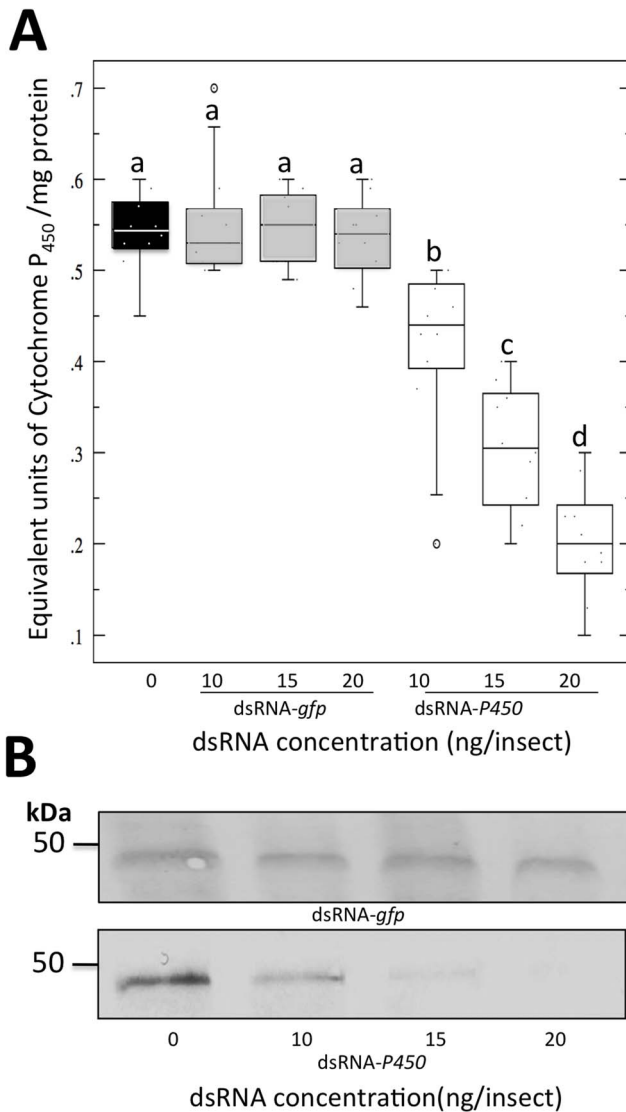 A
Equivalent units of Cytochrome P450 /mg protein
.7
.6
.5
.4
.3
.2
.1
a
a
a
a
b
c
d
0 10 15 20 10 15 20
dsRNA-gfp dsRNA-P450
dsRNA concentration (ng/insect)
B
kDa
50
dsRNA-gfp
50
0 10 15 20
dsRNA-P450
dsRNA concentration(ng/insect)